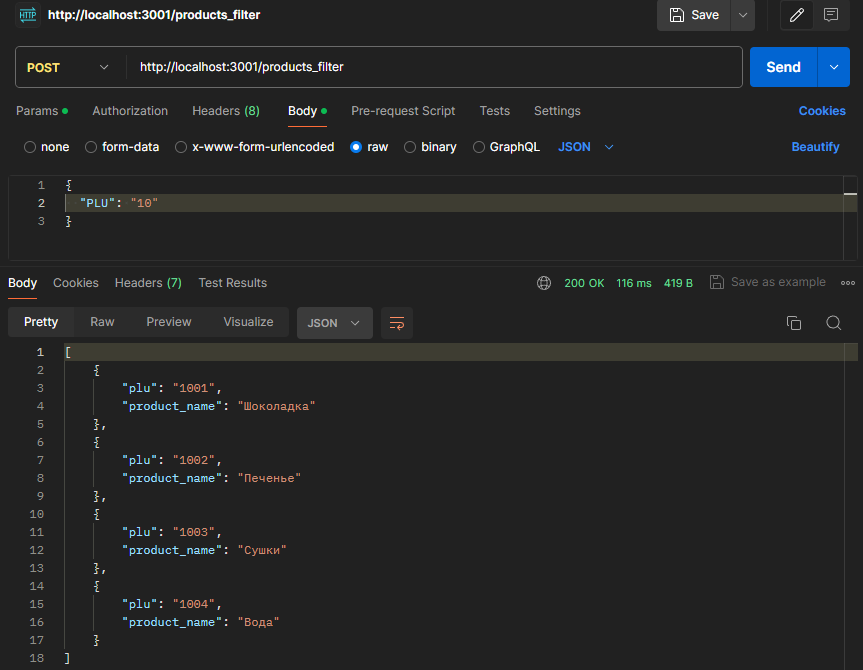 HTTP http://localhost:3001/products_filter Save
POST http://localhost:3001/products_filter Send
Params Authorization Headers (8) Body Pre-request Script Tests Settings Cookies
none form-data x-www-form-urlencoded raw binary GraphQL JSON Beautify
1 {
2 "PLU": "10"
3 }
Body Cookies Headers (7) Test Results 200 OK 116 ms 419 B Save as example
Pretty Raw Preview Visualize JSON
1 [
2 {
3 "plu": "1001",
4 "product_name": "Шоколадка"
5 },
6 {
7 "plu": "1002",
8 "product_name": "Печенье"
9 },
10 {
11 "plu": "1003",
12 "product_name": "Сушки"
13 },
14 {
15 "plu": "1004",
16 "product_name": "Вода"
17 }
18 ]